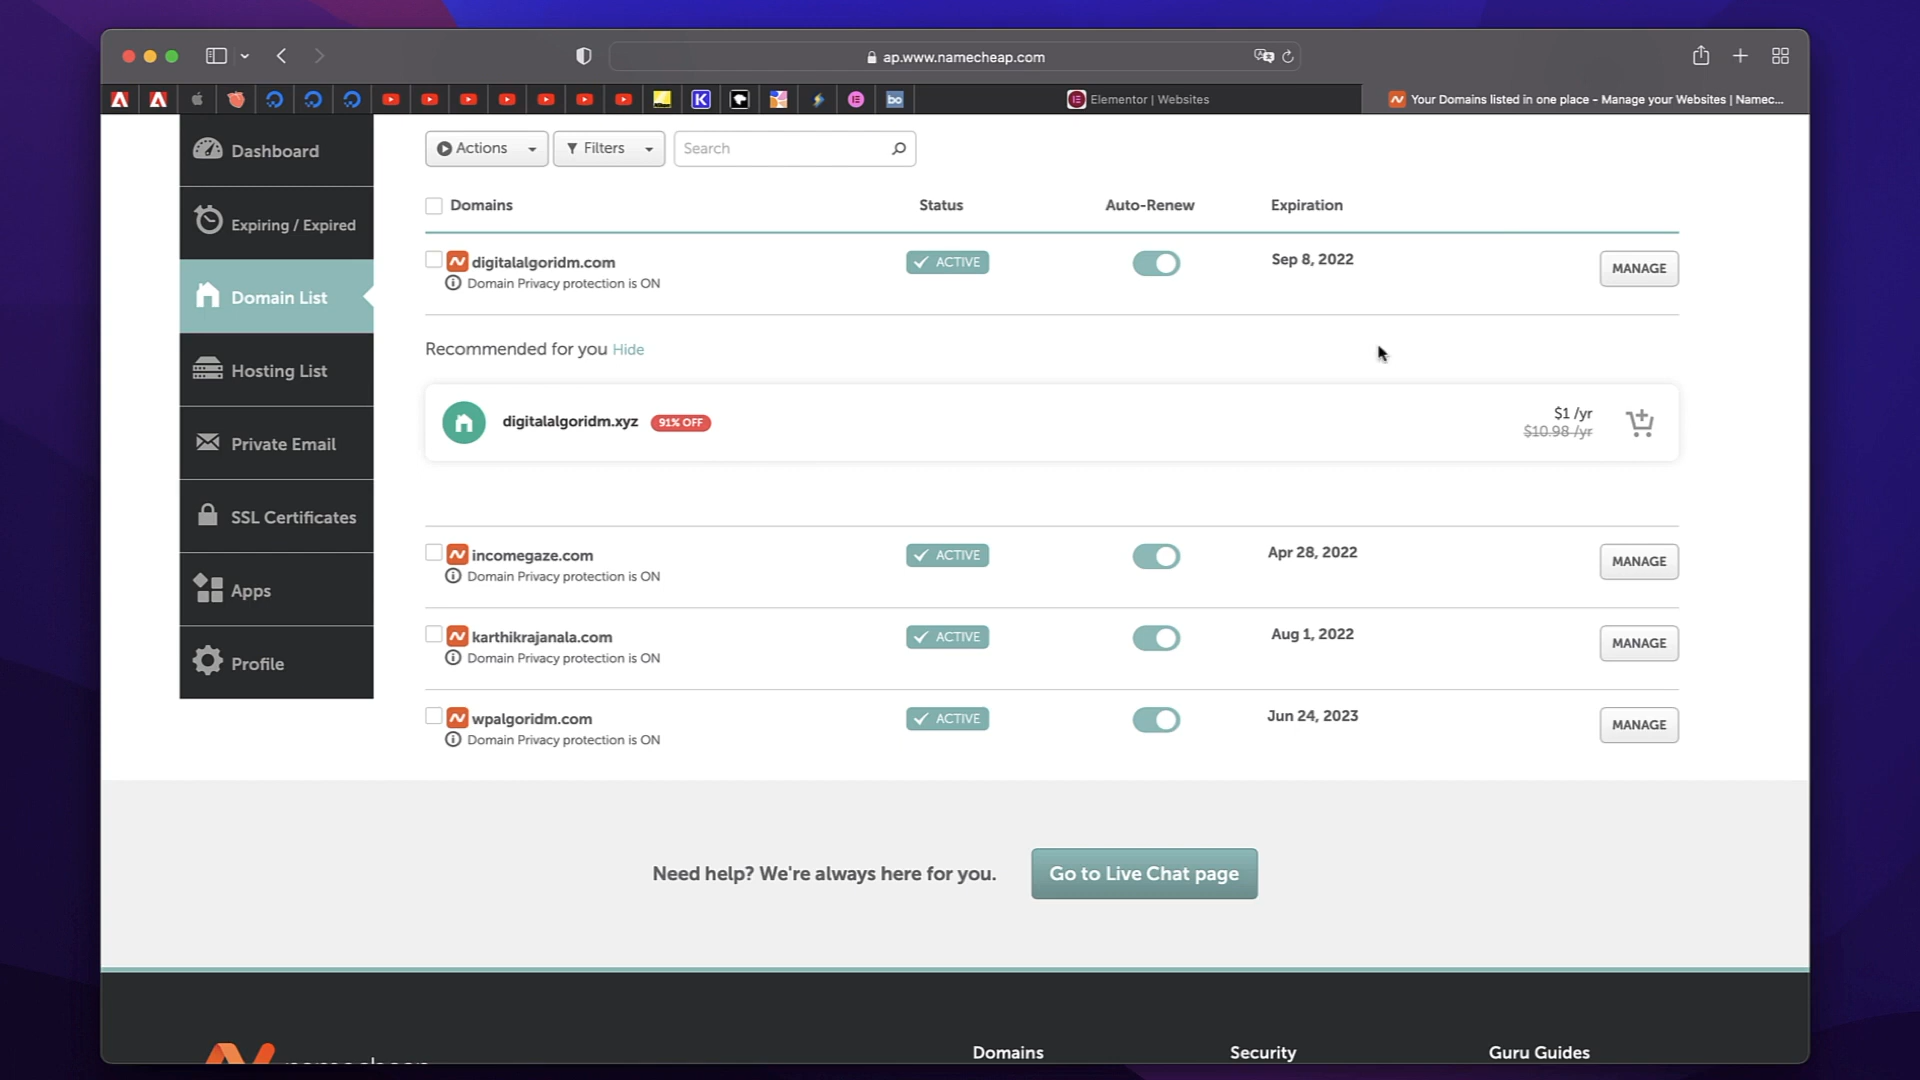 ap.www.namecheap.com
K
bo
Elementor | Websites
Your Domains listed in one place - Manage your Websites | Namec...
Dashboard
Expiring / Expired
Domain List
Hosting List
Private Email
SSL Certificates
Apps
Profile
Actions
Filters
Search
Domains
Status
Auto-Renew
Expiration
digitalalgoridm.com
ACTIVE
Sep 8, 2022
MANAGE
Domain Privacy protection is ON
Recommended for you Hide
digitalalgoridm.xyz
91% OFF
$1 /yr
$10.98 /yr
incomegaze.com
ACTIVE
Apr 28, 2022
MANAGE
Domain Privacy protection is ON
karthikrajanala.com
ACTIVE
Aug 1, 2022
MANAGE
Domain Privacy protection is ON
wpalgoridm.com
ACTIVE
Jun 24, 2023
MANAGE
Domain Privacy protection is ON
Need help? We're always here for you.
Go to Live Chat page
namecheap
Domains
Security
Guru Guides